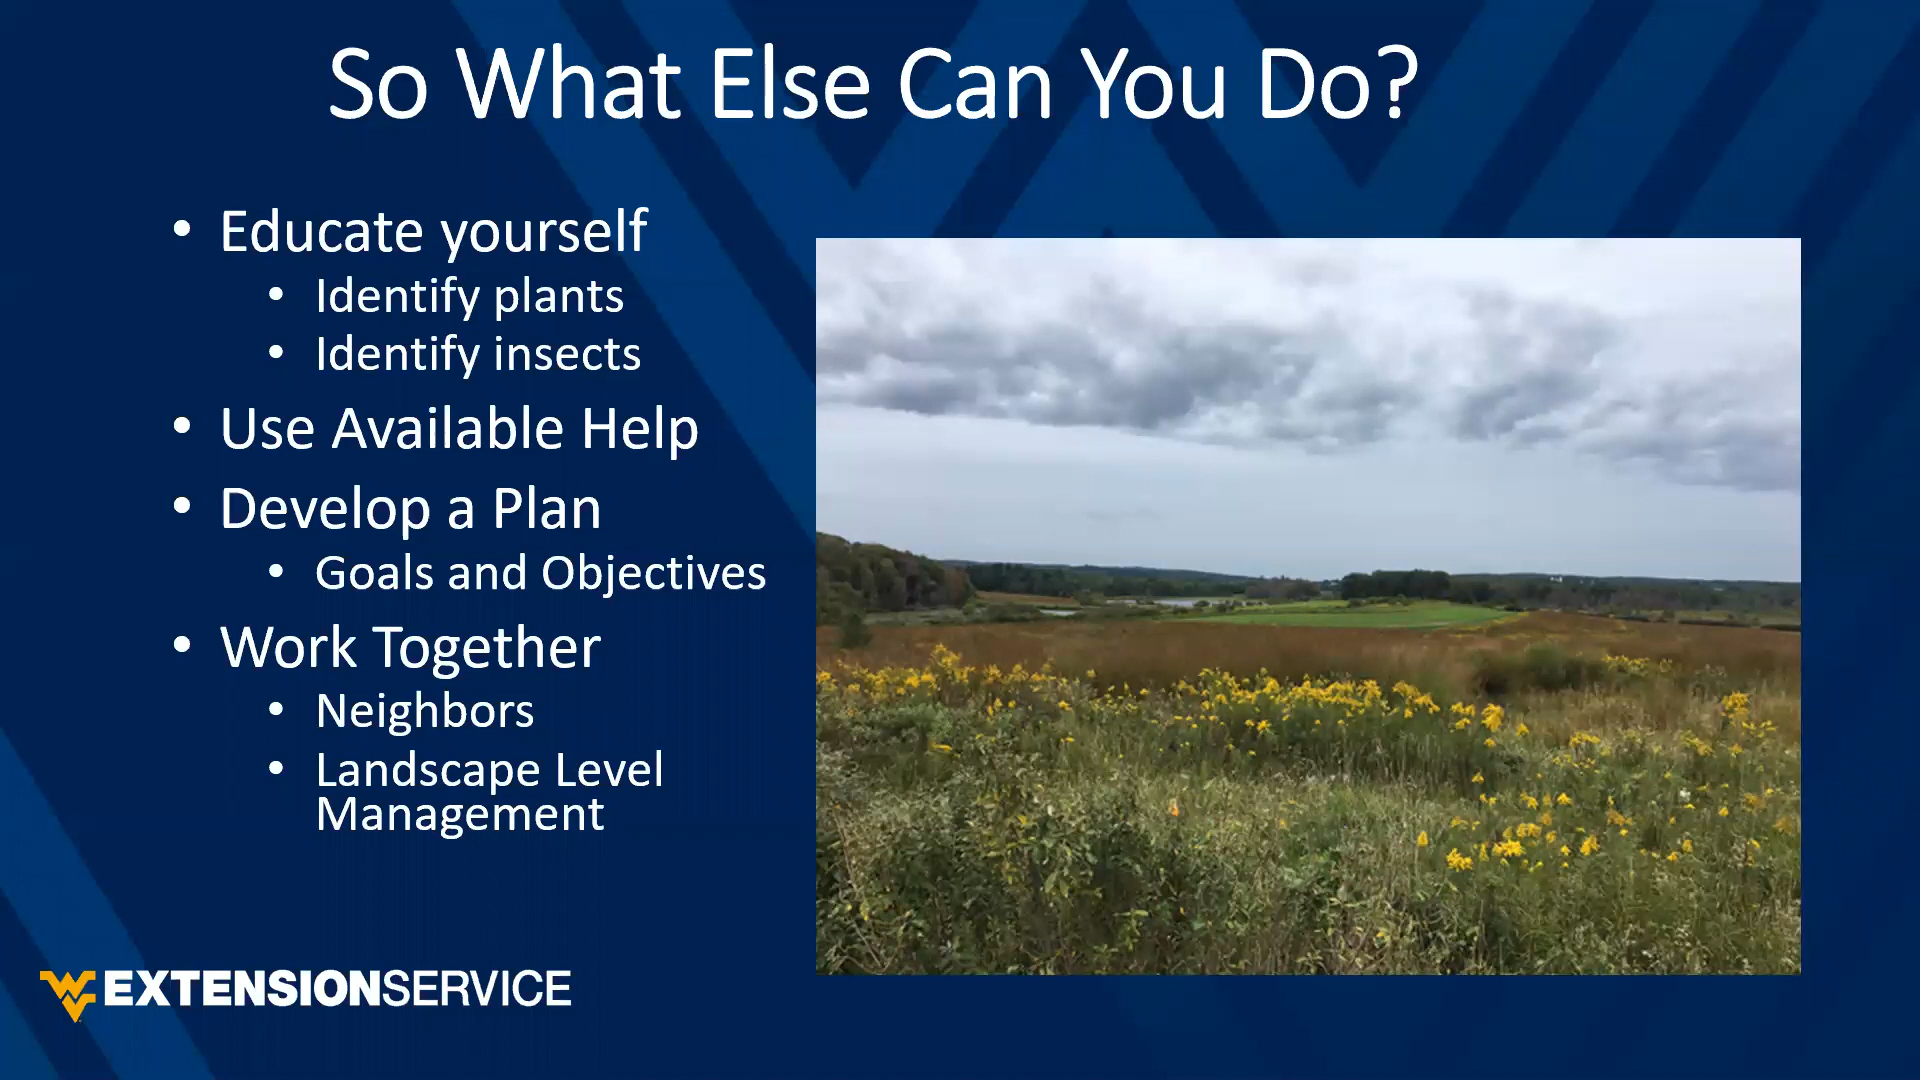 So What Else Can You Do?
• Educate yourself
• Identify plants
• Identify insects
• Use Available Help
• Develop a Plan
• Goals and Objectives
• Work Together
• Neighbors
• Landscape Level
Management
WV EXTENSIONSERVICE